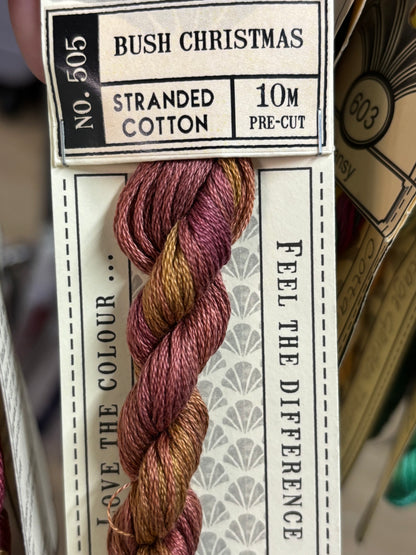 NO. 505
BUSH CHRISTMAS
STRANDED
COTTON
10M
PRE-CUT
LOVE THE COLOUR ...
FEEL THE DIFFERENCE
603